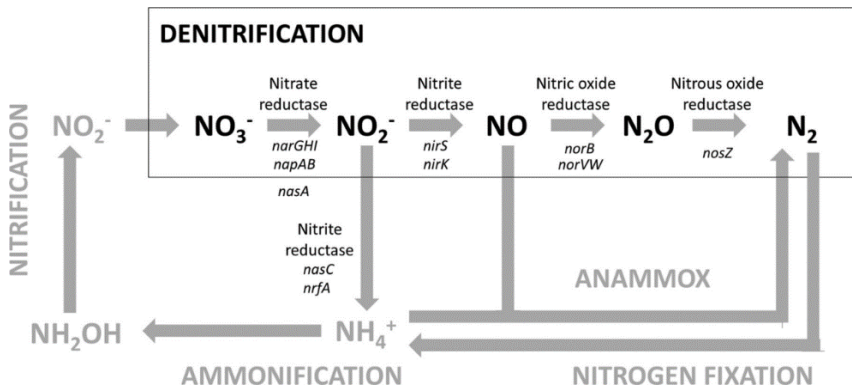 DENITRIFICATION
Nitrate
reductase
Nitrite
reductase
Nitric oxide
reductase
Nitrous oxide
reductase
NO₂⁻
NO₃⁻
NO₂⁻
NO
N₂O
N₂
narGHI
napAB
nasA
nirS
nirK
norB
norVW
nosZ
NITRIFICATION
Nitrite
reductase
nasC
nrfA
ANAMMOX
NH₂OH
NH₄⁺
AMMONIFICATION
NITROGEN FIXATION